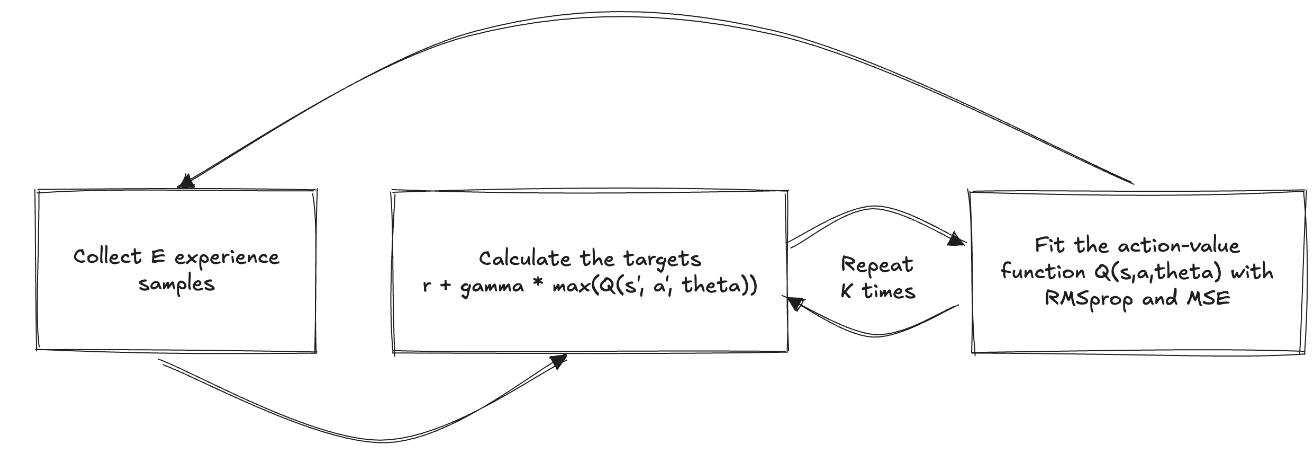 Collect E experience
samples
Calculate the targets
r + gamma * max(Q(s', a', theta))
Repeat
K times
Fit the action-value
function Q(s,a,theta) with
RMSprop and MSE